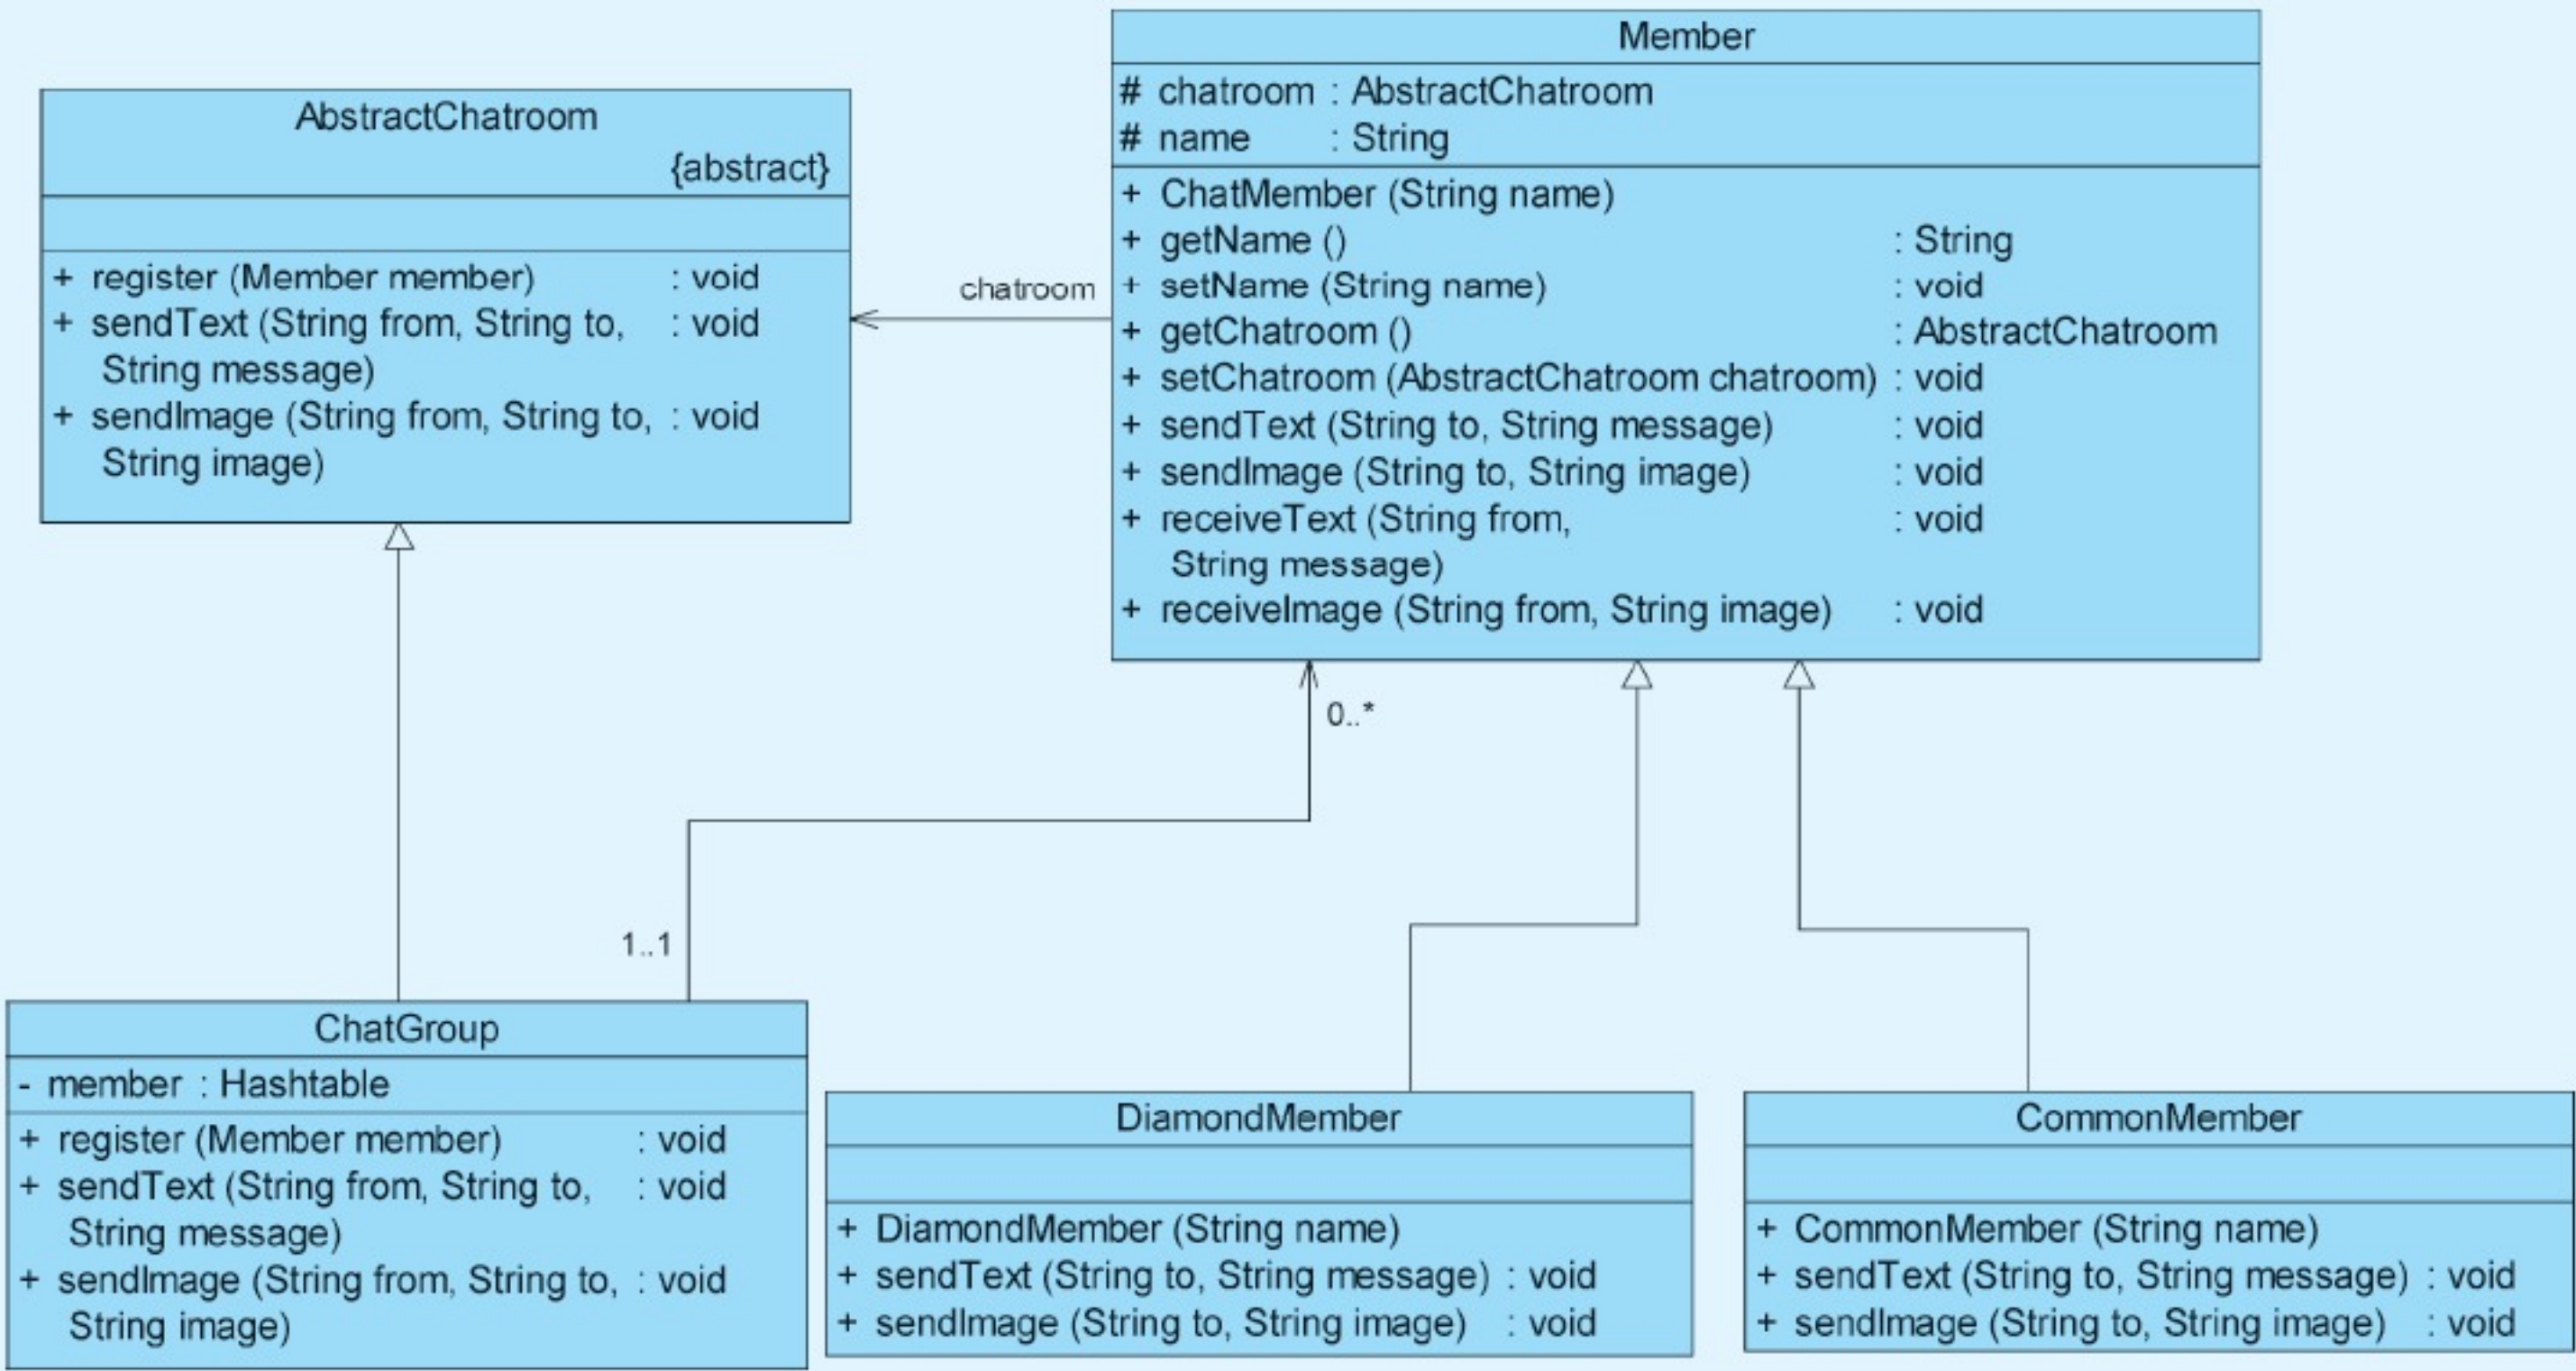 AbstractChatroom
{abstract}
+ register (Member member) : void
+ sendText (String from, String to, : void
String message)
+ sendImage (String from, String to, : void
String image)
chatroom
Member
# chatroom : AbstractChatroom
# name : String
+ ChatMember (String name)
+ getName () : String
+ setName (String name) : void
+ getChatroom () : AbstractChatroom
+ setChatroom (AbstractChatroom chatroom) : void
+ sendText (String to, String message) : void
+ sendImage (String to, String image) : void
+ receiveText (String from, : void
String message)
+ receiveImage (String from, String image) : void
0..*
1..1
ChatGroup
- member : Hashtable
+ register (Member member) : void
+ sendText (String from, String to, : void
String message)
+ sendImage (String from, String to, : void
String image)
DiamondMember
+ DiamondMember (String name)
+ sendText (String to, String message) : void
+ sendImage (String to, String image) : void
CommonMember
+ CommonMember (String name)
+ sendText (String to, String message) : void
+ sendImage (String to, String image) : void